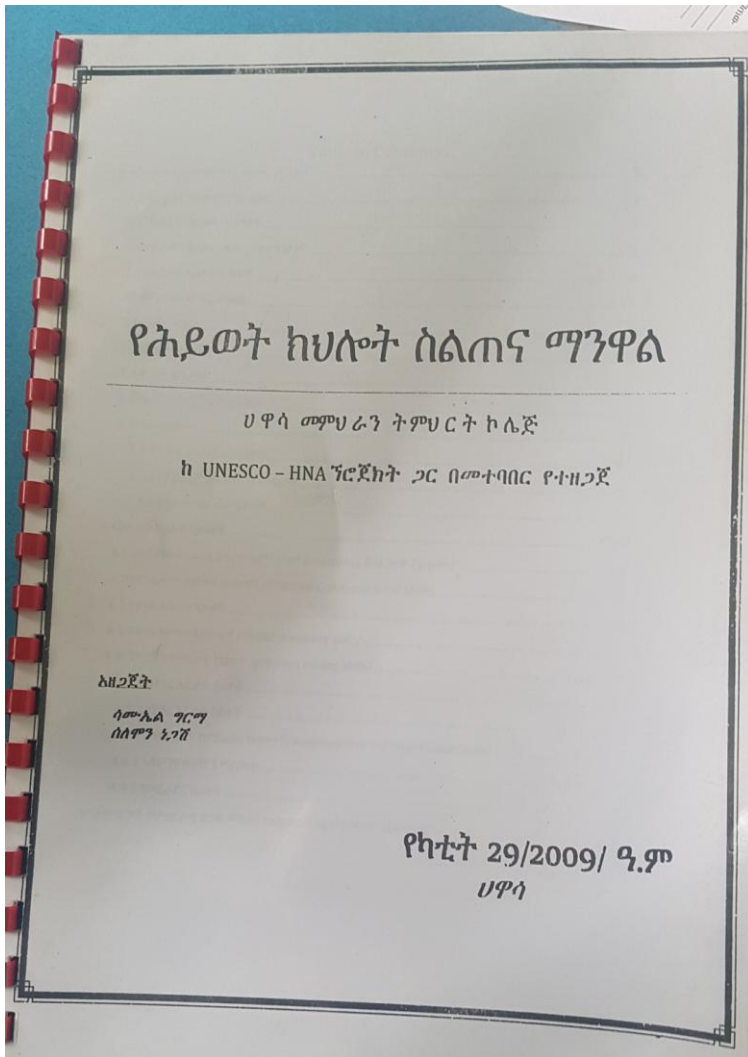 የሕይወት ክህሎት ስልጠና ማንዋል
ሀዋሳ መምህራን ትምህርት ኮሌጅ
ከ UNESCO – HNA ኘሮጀክት ጋር በመተባበር የተዘጋጀ
አዘጋጆች
ሳሙኤል ግርማ
ሰለሞን ነጋሽ
የካቲት 29/2009/ ዓ.ም
ሀዋሳ